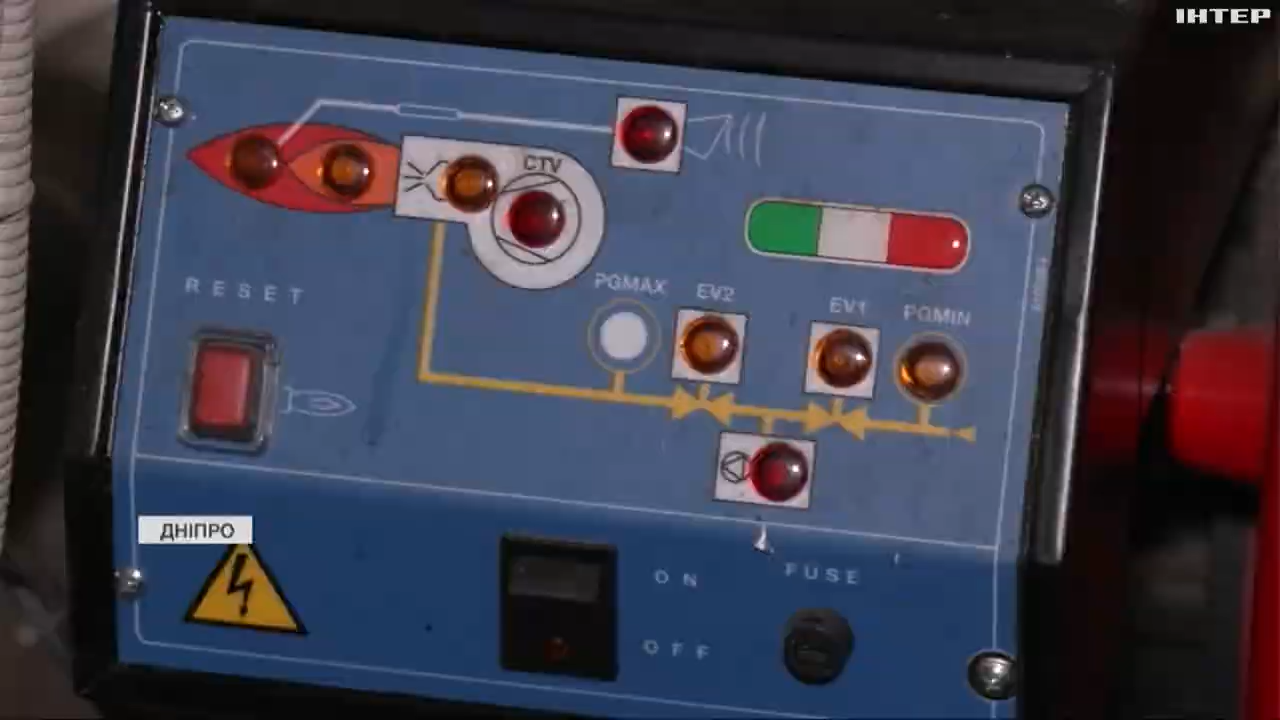 ІНТЕР
CTV
PGMAX
EV2
EV1
PGMIN
RESET
ДНІПРО
ON
FUSE
OFF